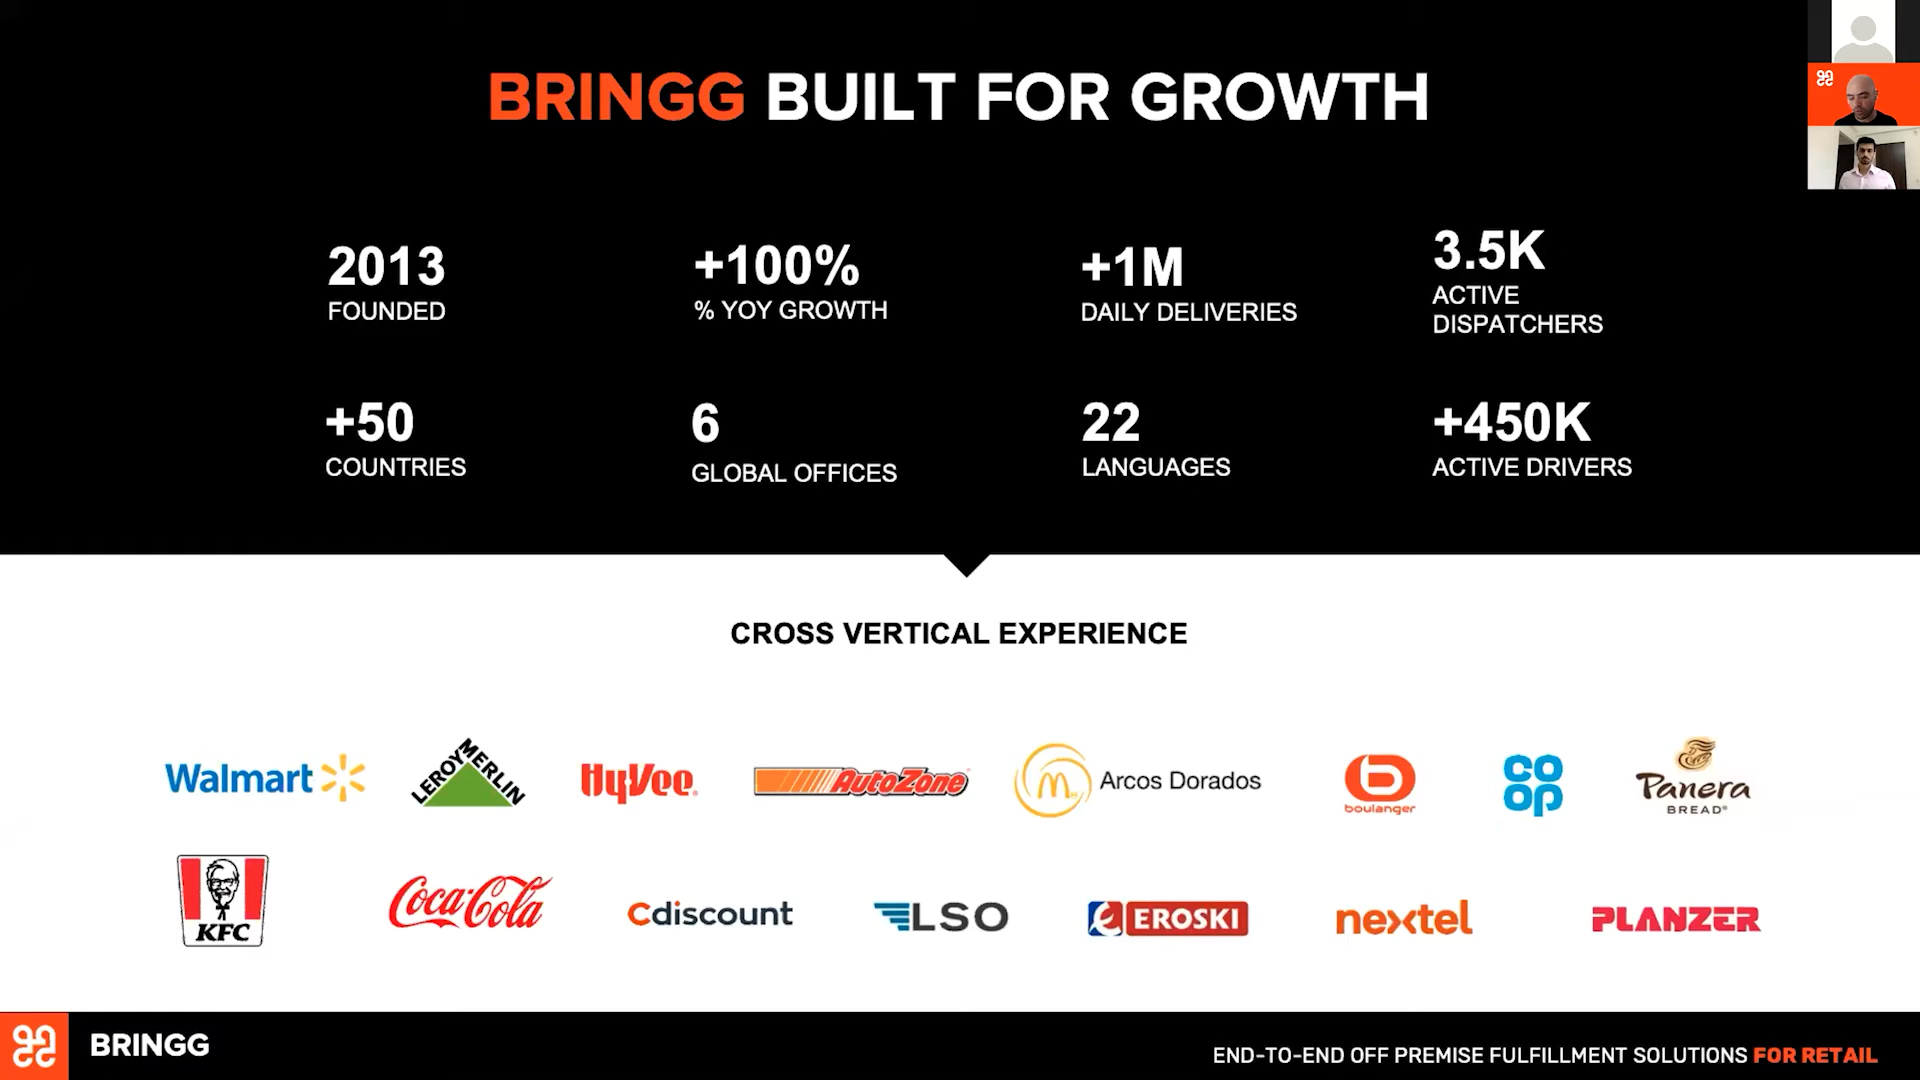 BRINGG BUILT FOR GROWTH
2013
FOUNDED
+100%
% YOY GROWTH
+1M
DAILY DELIVERIES
3.5K
ACTIVE
DISPATCHERS
+50
COUNTRIES
6
GLOBAL OFFICES
22
LANGUAGES
+450K
ACTIVE DRIVERS
CROSS VERTICAL EXPERIENCE
Walmart
LEROY MERLIN
HyVee
AutoZone
Arcos Dorados
boulanger
CO
OP
Panera
BREAD®
KFC
Coca-Cola
Cdiscount
LSO
EROSKI
nextel
PLANZER
BRINGG
END-TO-END OFF PREMISE FULFILLMENT SOLUTIONS FOR RETAIL